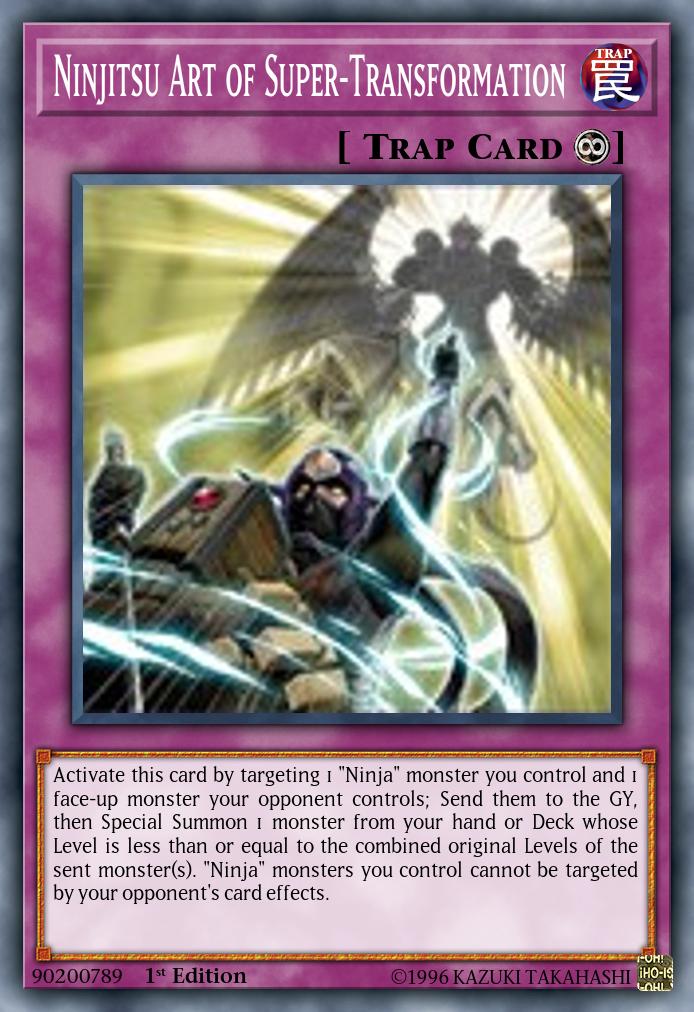 NINJITSU ART OF SUPER-TRANSFORMATION
TRAP
罠
[ TRAP CARD ]
Activate this card by targeting 1 "Ninja" monster you control and 1
face-up monster your opponent controls; Send them to the GY,
then Special Summon 1 monster from your hand or Deck whose
Level is less than or equal to the combined original Levels of the
sent monster(s). "Ninja" monsters you control cannot be targeted
by your opponent's card effects.
90200789 1st Edition ©1996 KAZUKI TAKAHASHI